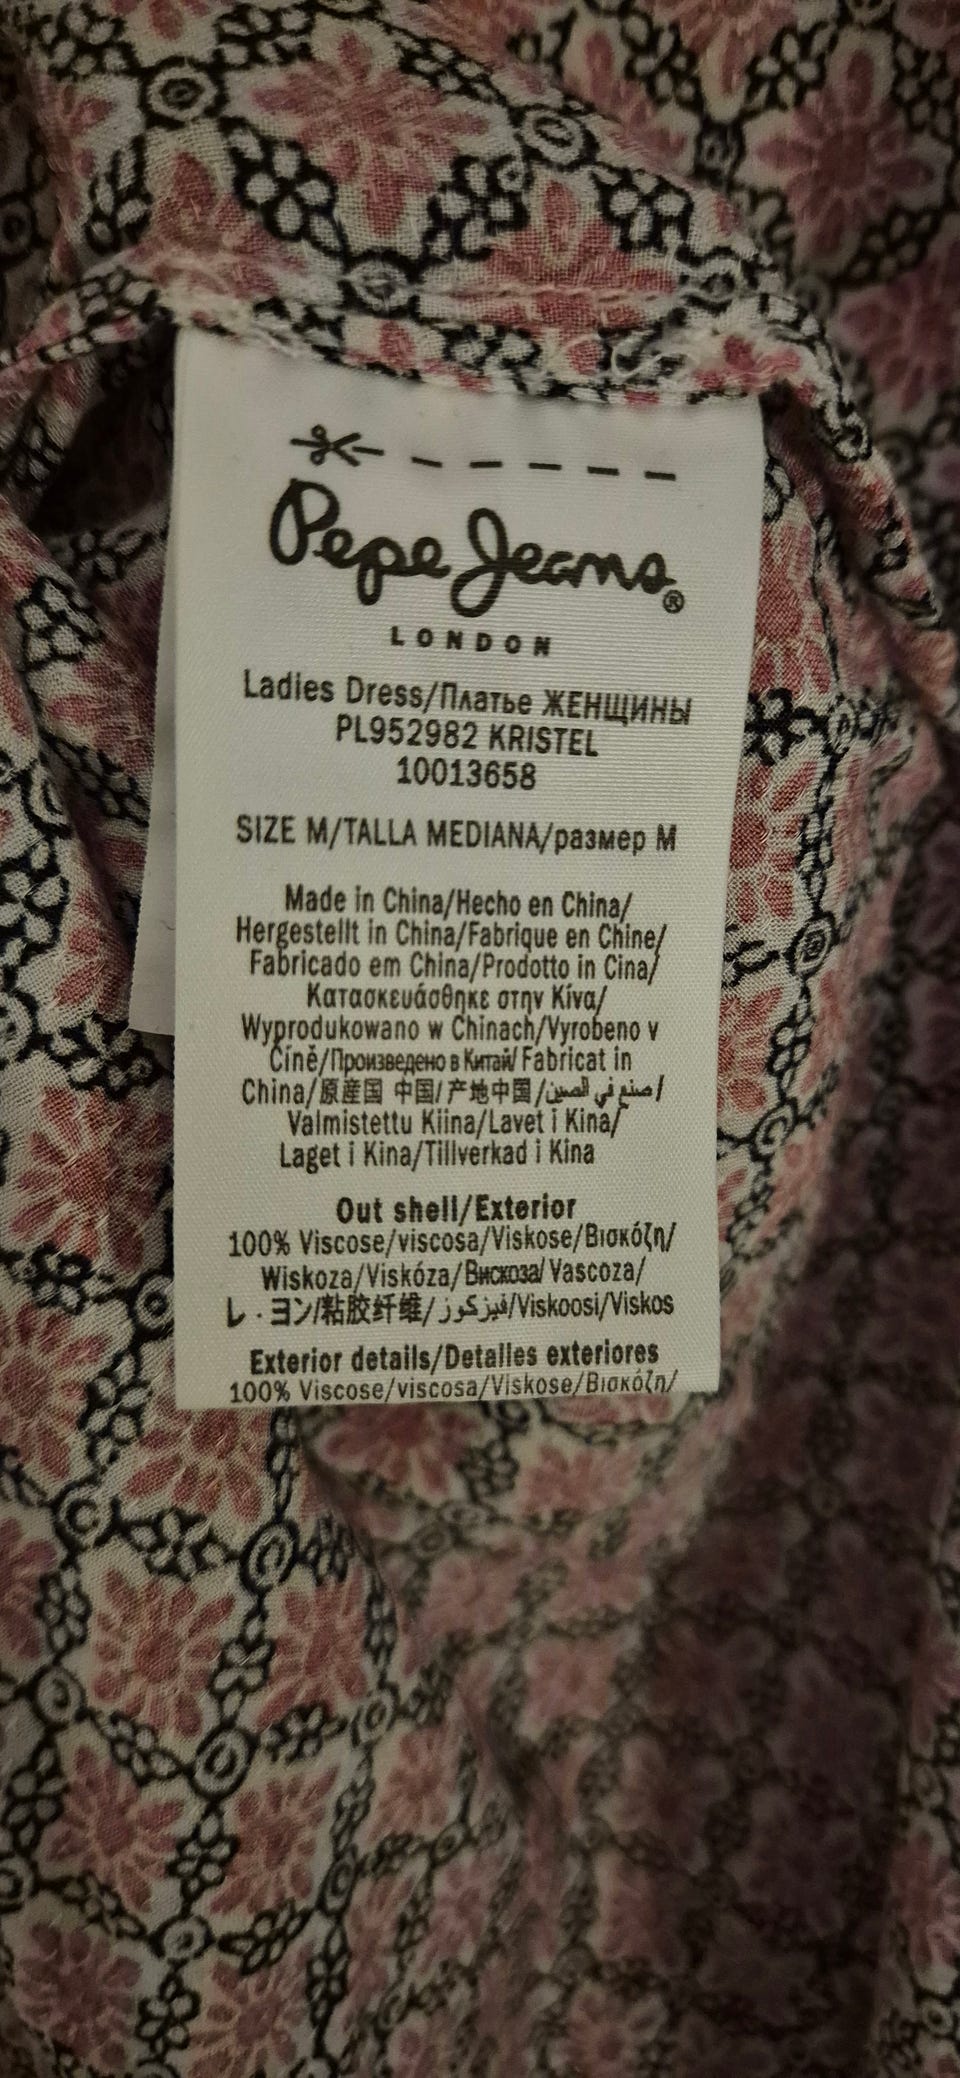 Pepe Jeans®
LONDON
Ladies Dress/Платье ЖЕНЩИНЫ
PL952982 KRISTEL
10013658
SIZE M/TALLA MEDIANA/размер M
Made in China/Hecho en China/
Hergestellt in China/Fabrique en Chine/
Fabricado em China/Prodotto in Cina/
Κατασκευάσθηκε στην Κίνα/
Wyprodukowano w Chinach/Vyrobeno v
Číně/Произведено в Китай/ Fabricat in
China/原産国 中国/产地中国/صنع في الصين/
Valmistettu Kiina/Lavet i Kina/
Laget i Kina/Tillverkad i Kina
Out shell/Exterior
100% Viscose/viscosa/Viskose/Βισκόζη/
Wiskoza/Viskóza/Вискоза/Vascoza/
レ・ヨン/粘胶纤维/فيزكوز/Viskoosi/Viskos
Exterior details/Detalles exteriores
100% Viscose/viscosa/Viskose/Βισκόζη/